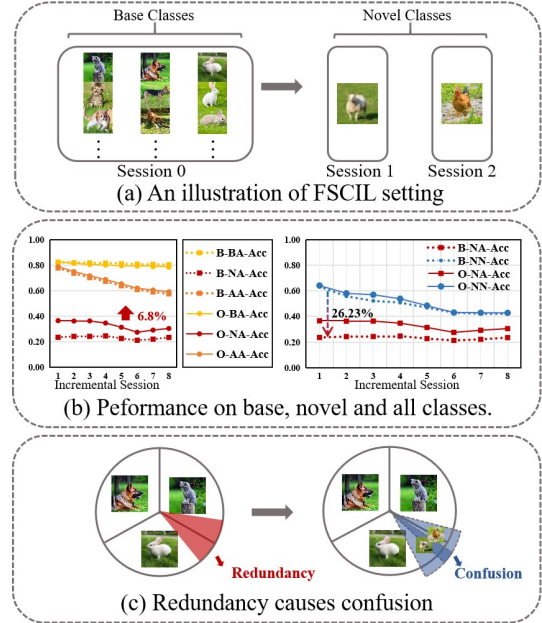 Base Classes
Novel Classes
Session 0
Session 1
Session 2
(a) An illustration of FSCIL setting
1.00
0.80
0.60
0.40
0.20
0.00
6.8%
1 2 3 4 5 6 7 8
Incremental Session
B-BA-Acc
B-NA-Acc
B-AA-Acc
O-BA-Acc
O-NA-Acc
O-AA-Acc
1.00
0.80
0.60
0.40
0.20
0.00
26.23%
1 2 3 4 5 6 7 8
Incremental Session
B-NA-Acc
B-NN-Acc
O-NA-Acc
O-NN-Acc
(b) Peformance on base, novel and all classes.
Redundancy
Confusion
(c) Redundancy causes confusion